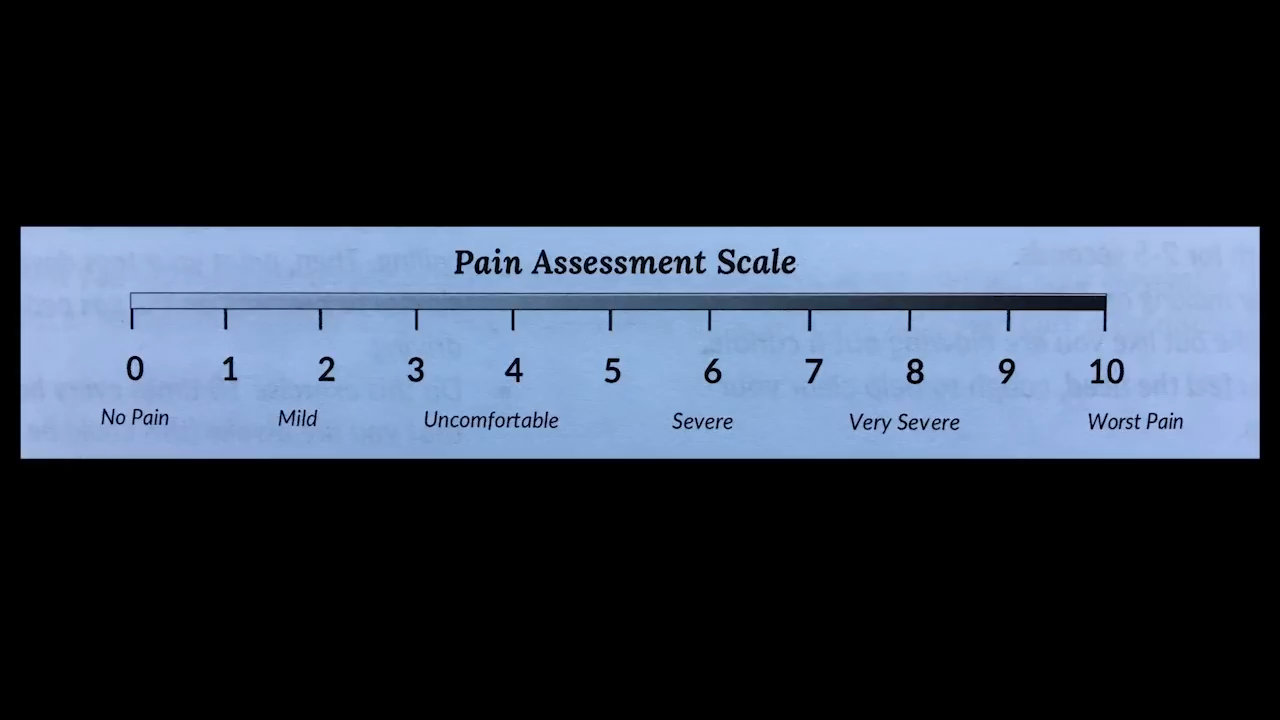 Pain Assessment Scale
0 1 2 3 4 5 6 7 8 9 10
No Pain Mild Uncomfortable Severe Very Severe Worst Pain